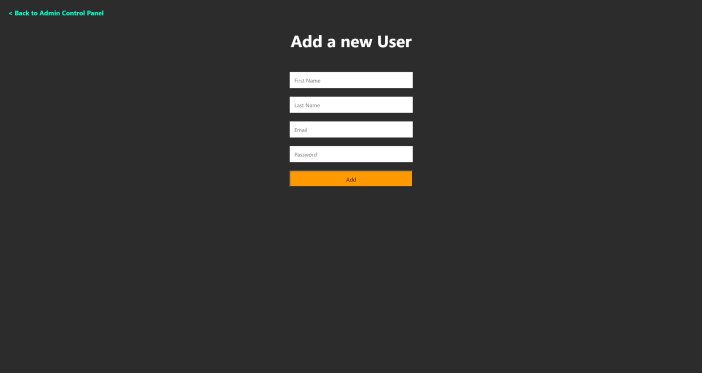 < Back to Admin Control Panel
Add a new User
First Name
Last Name
Email
Password
Add